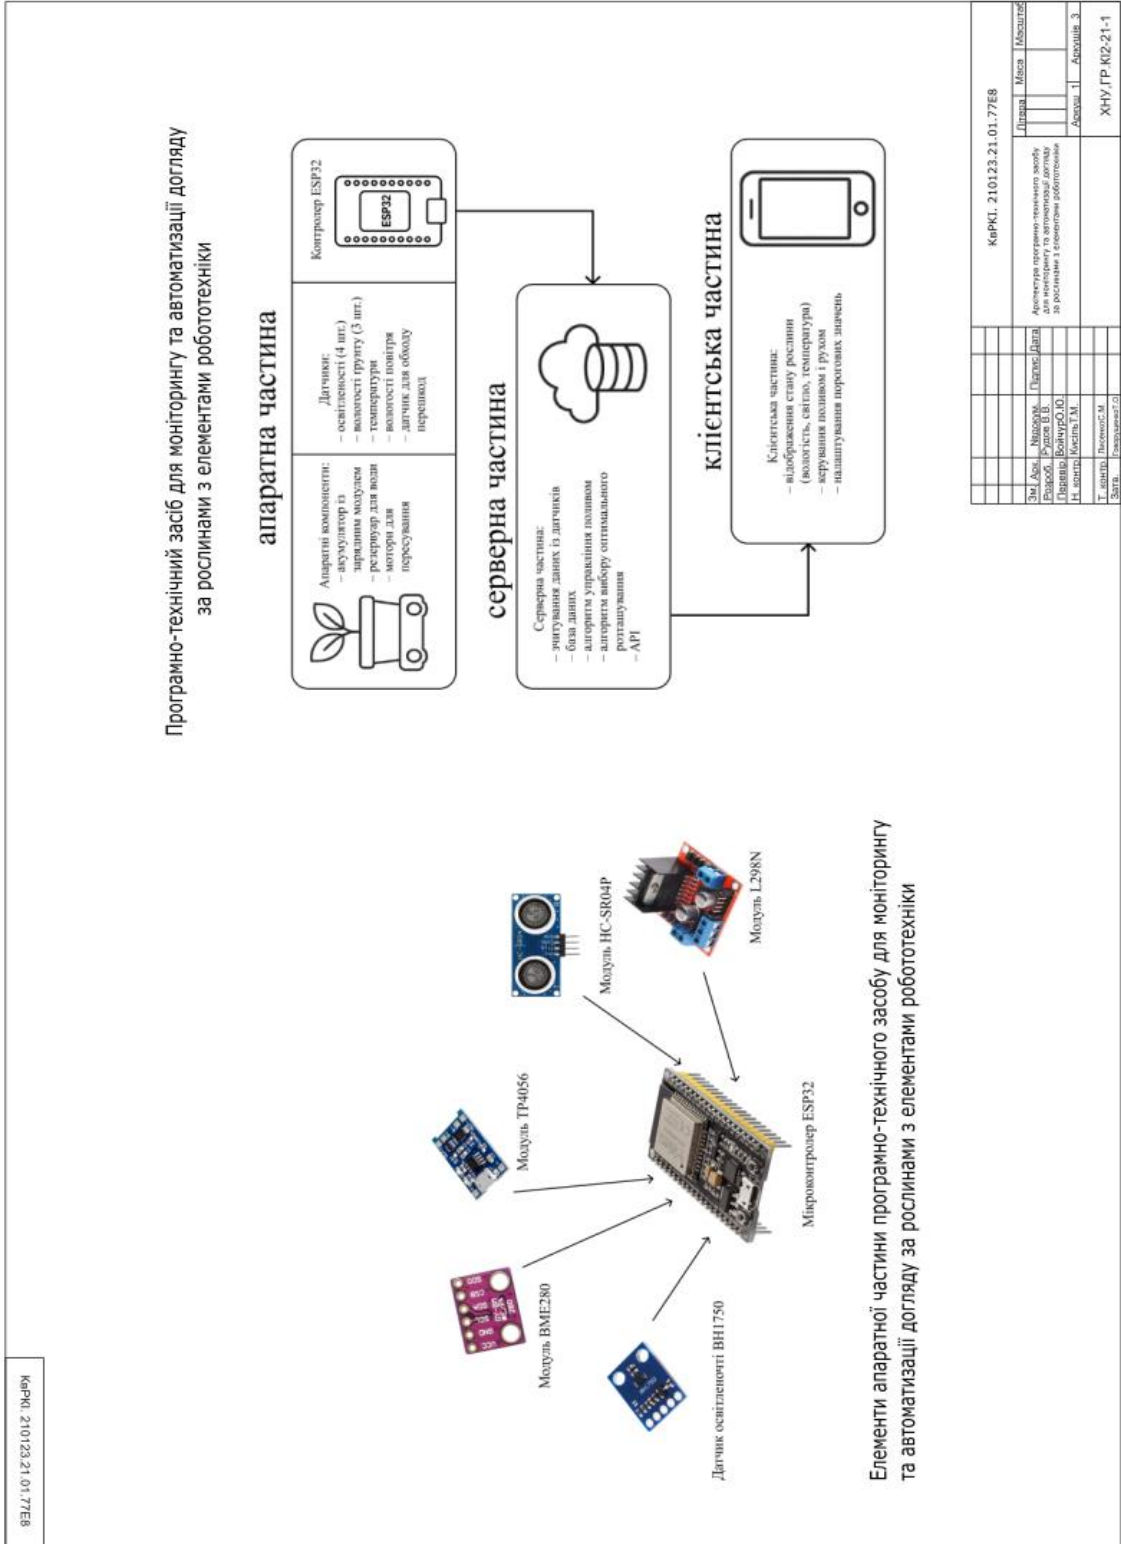 КвРКІ. 210123.21.01.77Е8
Програмно-технічний засіб для моніторингу та автоматизації догляду
за рослинами з елементами робототехніки
апаратна частина
Апаратні компоненти:
– акумулятор із
зарядним модулем
– резервуар для води
– мотори для
пересування
Датчики:
– освітленості (4 шт.)
– вологості ґрунту (3 шт.)
– температури
– вологості повітря
– датчик для обходу
перешкод
Контролер ESP32
ESP32
серверна частина
Серверна частина:
– зчитування даних із датчиків
– база даних
– алгоритм управління поливом
– алгоритм вибору оптимального
розташування
– API
клієнтська частина
Клієнтська частина:
– відображення стану рослини
(вологість, світло, температура)
– керування поливом і рухом
– налаштування порогових значень
Модуль BME280
Модуль TP4056
Модуль HC-SR04P
Модуль L298N
Датчик освітленочті BH1750
Мікроконтролер ESP32
Елементи апаратної частини програмно-технічного засобу для моніторингу
та автоматизації догляду за рослинами з елементами робототехніки
КвРКІ. 210123.21.01.77Е8
Зм. Арк. №докум. Підпис Дата
Розроб. Рудов В.В.
Перевір. Войчур О.Ю.
Н. контр. Кисіль Т.М.
Т. контр. Лисенко С.М.
Затв.
Архітектура програмно-технічного засобу
для моніторингу та автоматизації догляду
за рослинами з елементами робототехніки
Літера Маса Масштаб
Аркуш 1 Аркушів 3
ХНУ,ГР.КІ2-21-1